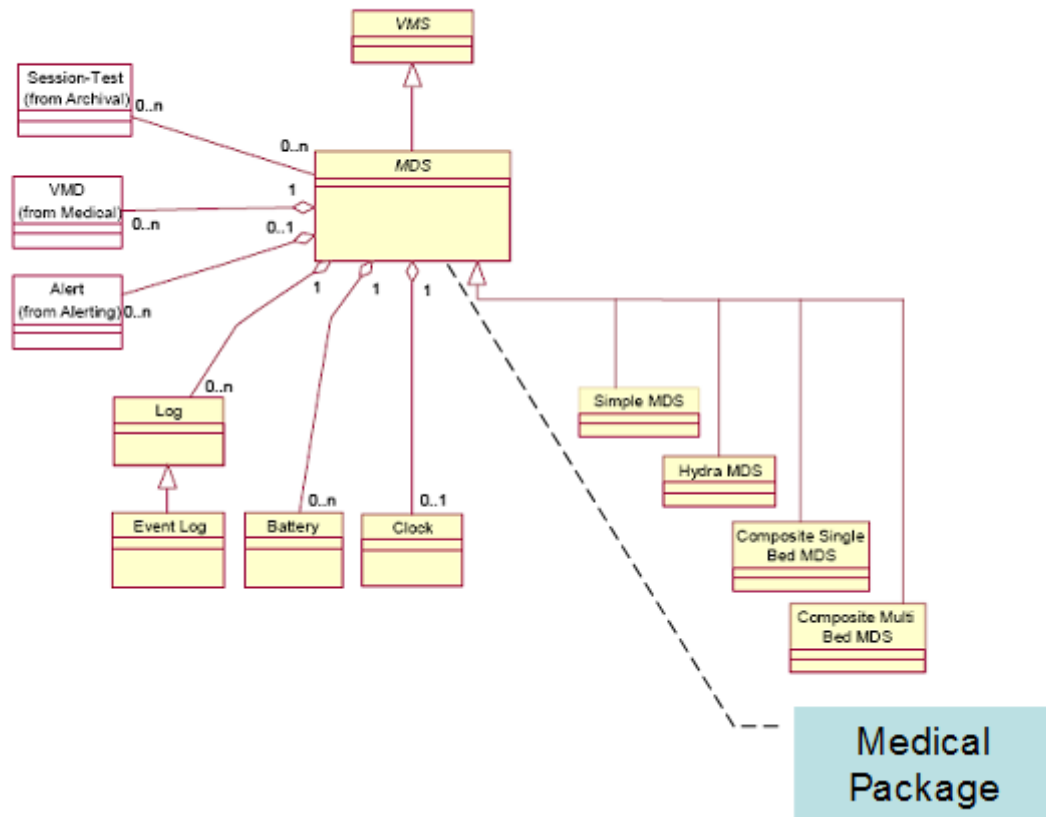 VMS
Session-Test
(from Archival)
0..n
0..n
MDS
VMD
(from Medical)
1
0..n
0..1
Alert
(from Alerting)
0..n
1
1
1
0..n
Log
Simple MDS
Hydra MDS
0..n
0..1
Event Log
Battery
Clock
Composite Single
Bed MDS
Composite Multi
Bed MDS
Medical
Package